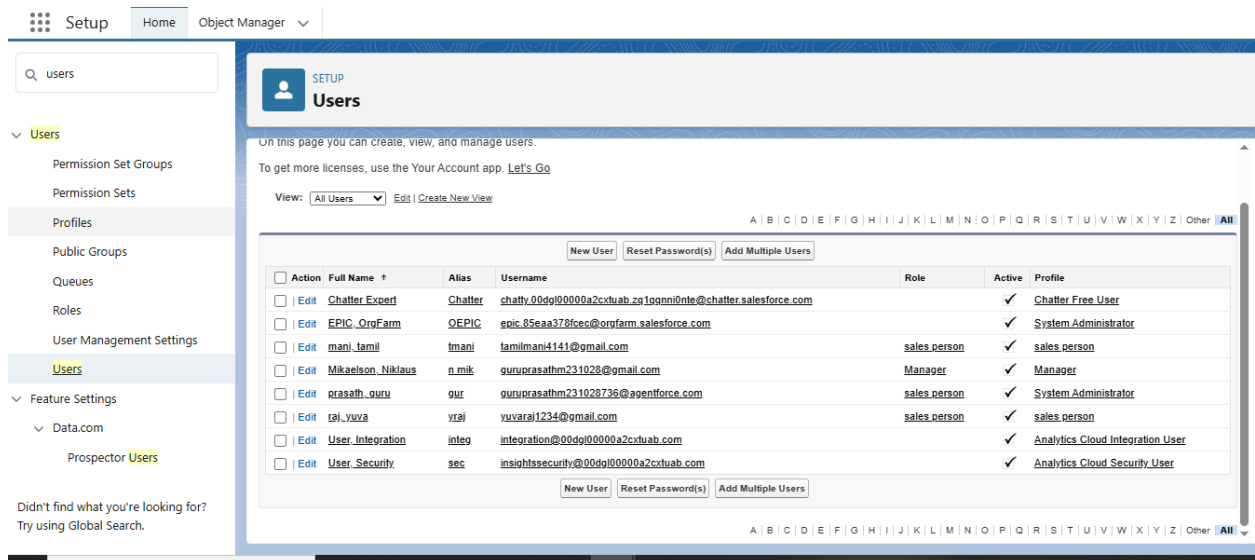 Setup Home Object Manager
users
SETUP
Users
Users
On this page you can create, view, and manage users.
Permission Set Groups
To get more licenses, use the Your Account app. Let's Go
Permission Sets
View: All Users Edit | Create New View
Profiles
A | B | C | D | E | F | G | H | I | J | K | L | M | N | O | P | Q | R | S | T | U | V | W | X | Y | Z | Other All
Public Groups
New User Reset Password(s) Add Multiple Users
Queues
Action Full Name ↑ Alias Username Role Active Profile
Roles
| Edit Chatter Expert Chatter chatty.00dgl00000a2cxtuab.zq1qqnni0nte@chatter.salesforce.com Chatter Free User
| Edit EPIC, OrgFarm OEPIC epic.85eaa378fcec@orgfarm.salesforce.com System Administrator
User Management Settings
| Edit mani, tamil tmani tamilmani4141@gmail.com sales person sales person
Users
| Edit Mikaelson, Niklaus n mik guruprasathm231028@gmail.com Manager Manager
Feature Settings
| Edit prasath, guru gur guruprasathm231028736@agentforce.com sales person System Administrator
Data.com
| Edit raj, yuva yraj yuvaraj1234@gmail.com sales person sales person
| Edit User, Integration integ integration@00dgl00000a2cxtuab.com Analytics Cloud Integration User
Prospector Users
| Edit User, Security sec insightssecurity@00dgl00000a2cxtuab.com Analytics Cloud Security User
New User Reset Password(s) Add Multiple Users
Didn't find what you're looking for?
Try using Global Search.
A | B | C | D | E | F | G | H | I | J | K | L | M | N | O | P | Q | R | S | T | U | V | W | X | Y | Z | Other All